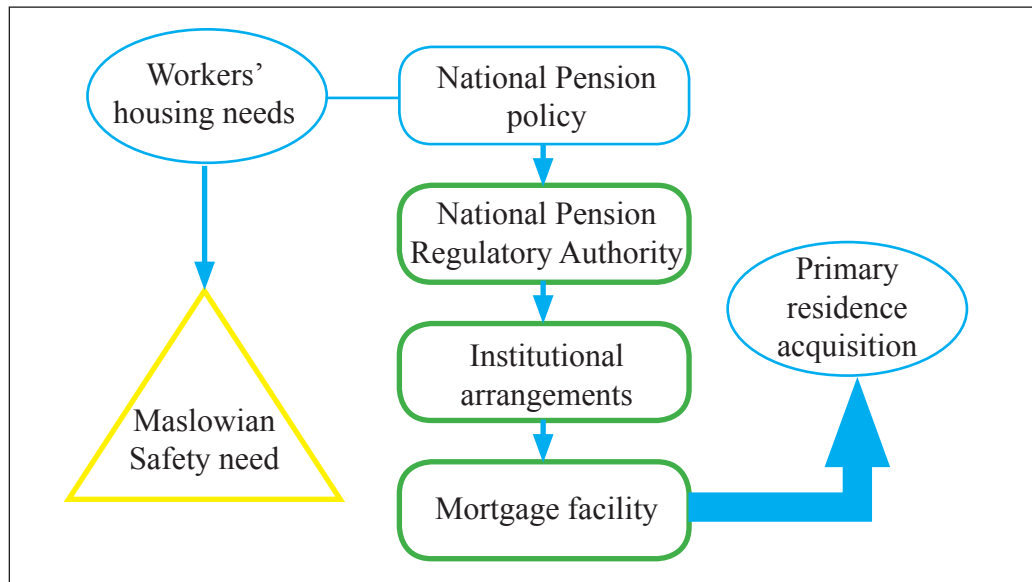 Workers’
housing needs
National Pension
policy
National Pension
Regulatory Authority
Primary
residence
acquisition
Institutional
arrangements
Maslowian
Safety need
Mortgage facility